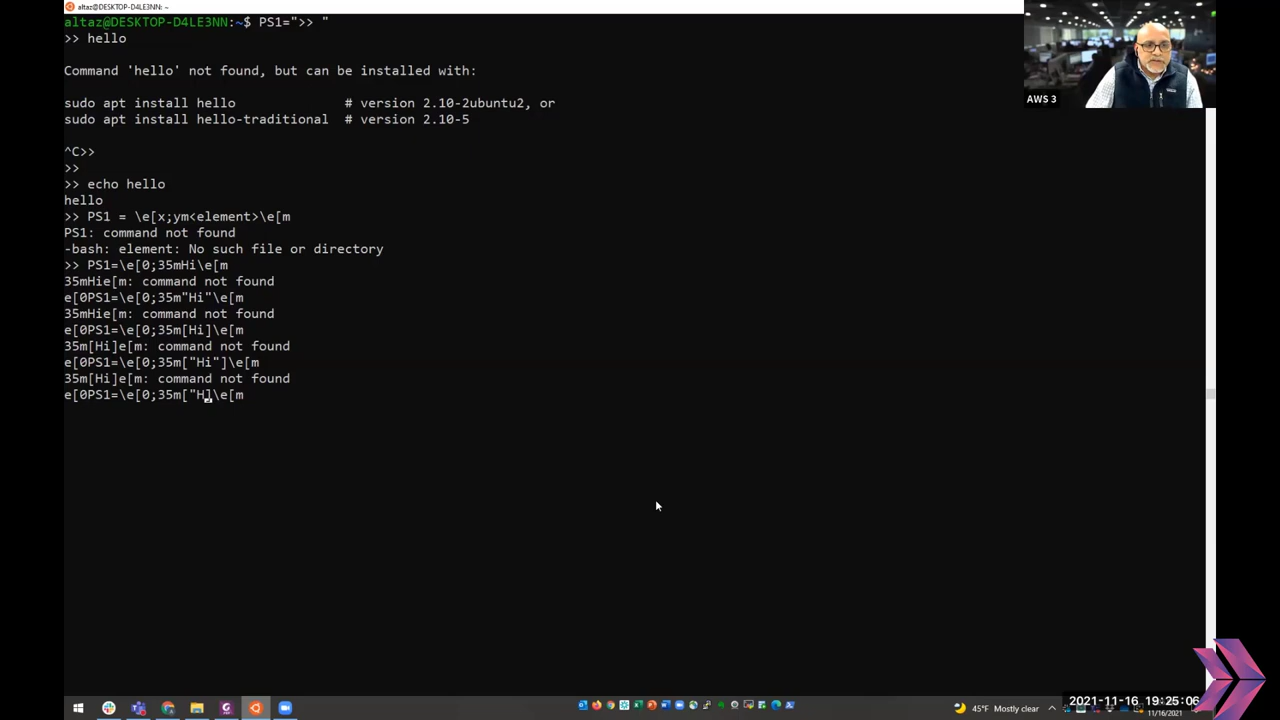 altaz@DESKTOP-D4LE3NN: ~
altaz@DESKTOP-D4LE3NN:~$ PS1=">> "
>> hello
Command 'hello' not found, but can be installed with:
sudo apt install hello              # version 2.10-2ubuntu2, or
sudo apt install hello-traditional  # version 2.10-5
^C>>
>>
>> echo hello
hello
>> PS1 = \e[x;ym<element>\e[m
PS1: command not found
-bash: element: No such file or directory
>> PS1=\e[0;35mHi\e[m
35mHie[m: command not found
e[0PS1=\e[0;35m"Hi"\e[m
35mHie[m: command not found
e[0PS1=\e[0;35m[Hi]\e[m
35m[Hi]e[m: command not found
e[0PS1=\e[0;35m["Hi"]\e[m
35m[Hi]e[m: command not found
e[0PS1=\e[0;35m["H]\e[m
AWS 3
45°F Mostly clear
2021-11-16 19:25:06
11/16/2021